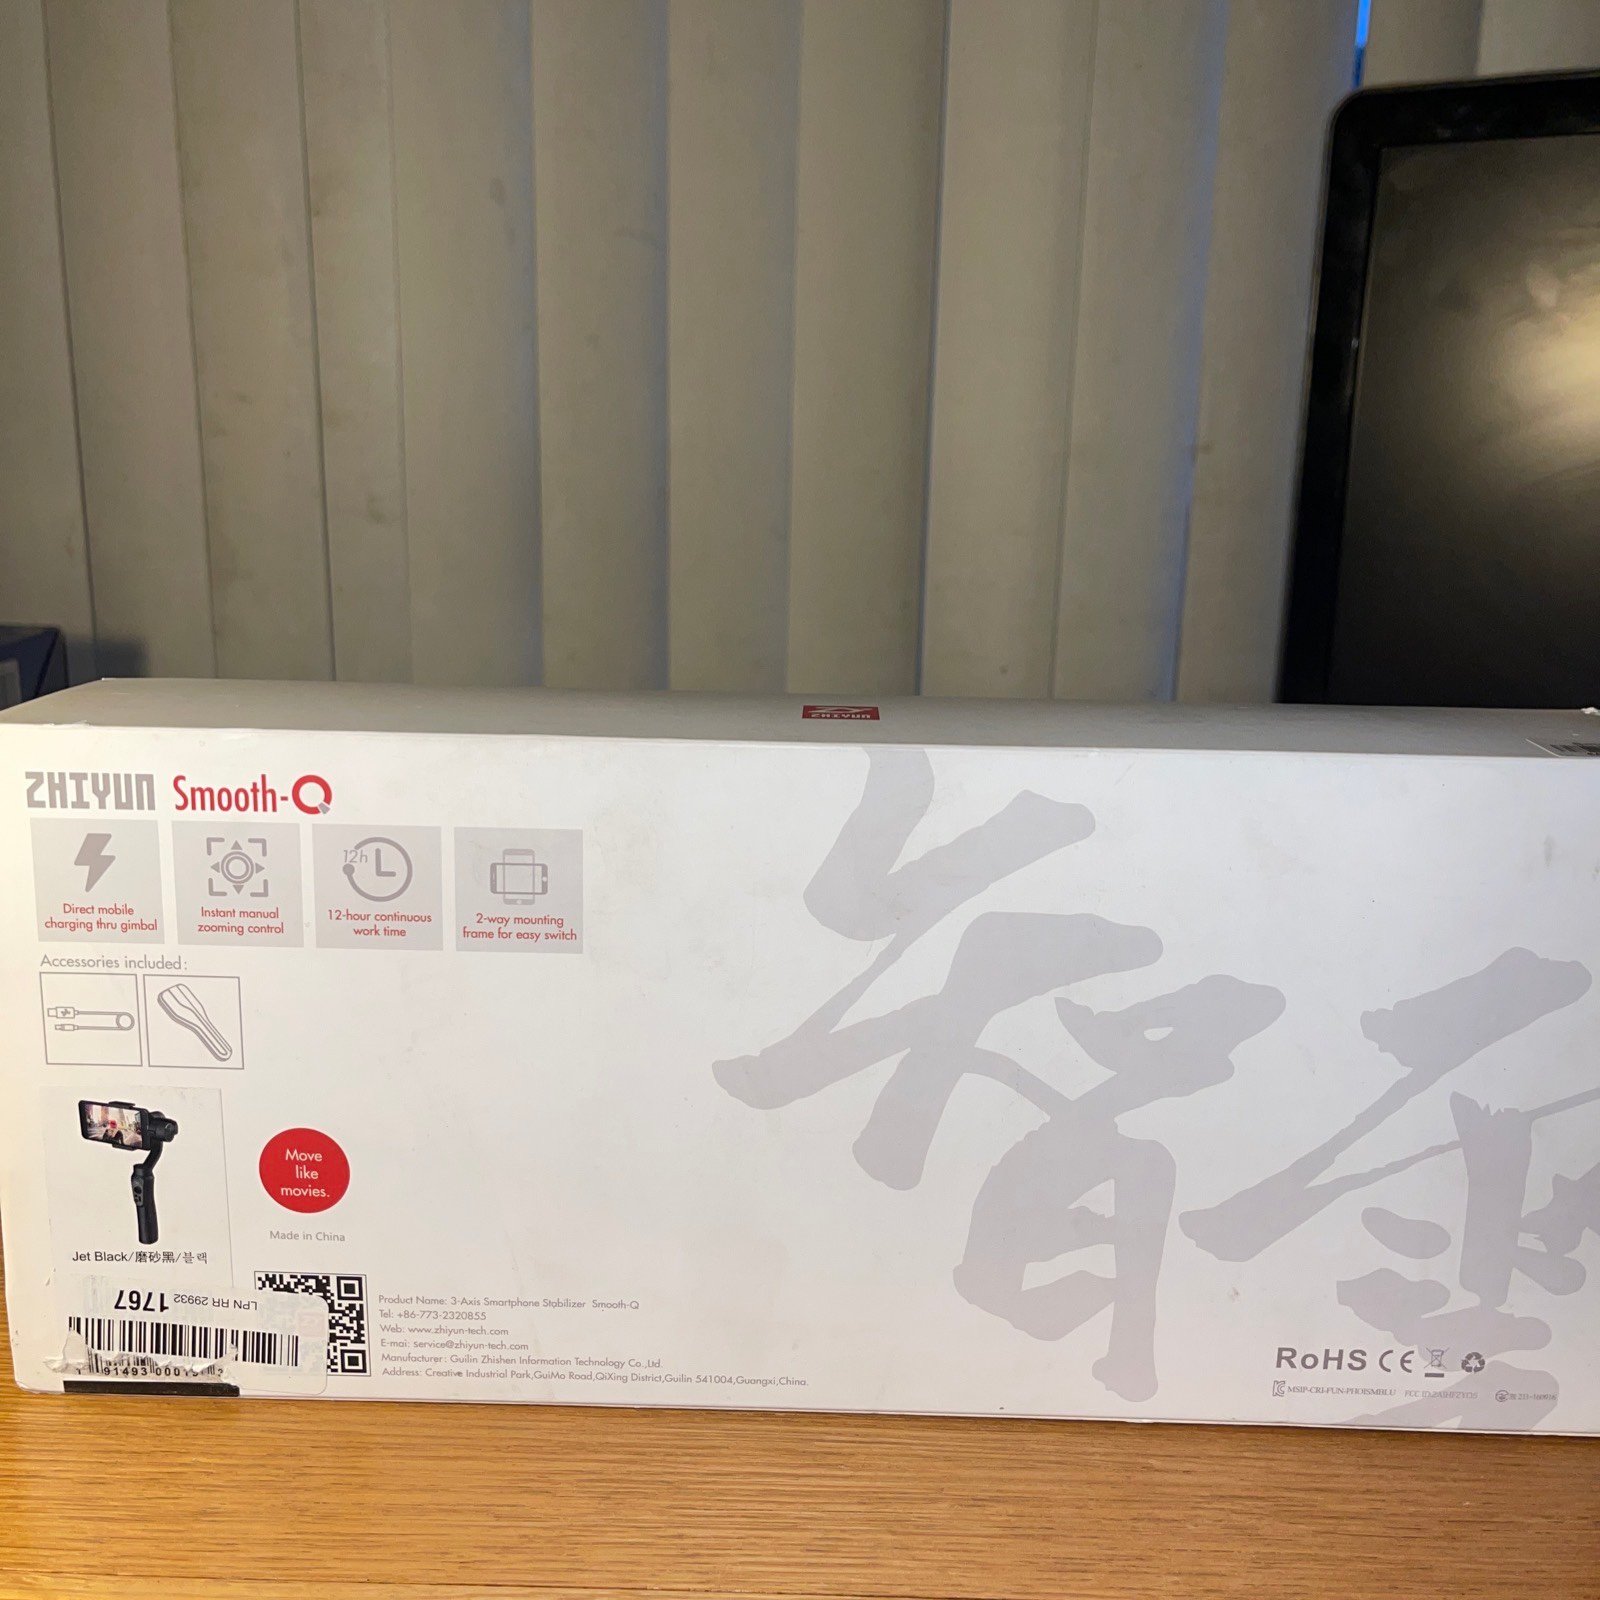 ZHIYUN
ZHIYUN Smooth-Q
Direct mobile
charging thru gimbal
Instant manual
zooming control
12h
12-hour continuous
work time
2-way mounting
frame for easy switch
Accessories included:
Move
like
movies.
Made in China
Jet Black/磨砂黑/블랙
LPN RR 29932 1767
Product Name: 3-Axis Smartphone Stabilizer Smooth-Q
Tel: +86-773-2320855
Web: www.zhiyun-tech.com
E-mai: service@zhiyun-tech.com
Manufacturer: Guilin Zhishen Information Technology Co.,Ltd.
Address: Creative Industrial Park,GuiMo Road,QiXing District,Guilin 541004,Guangxi,China.
智
RoHS CE